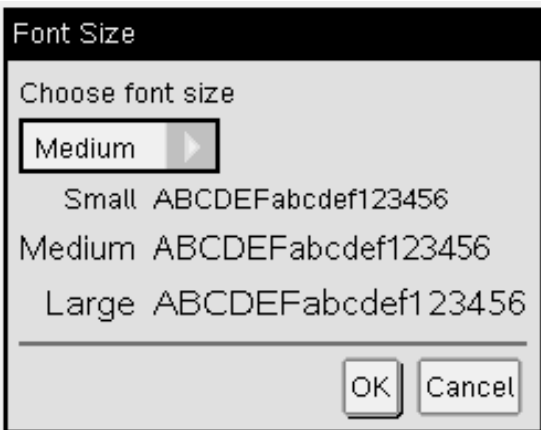 Font Size
Choose font size
Medium
Small ABCDEFabcdef123456
Medium ABCDEFabcdef123456
Large ABCDEFabcdef123456
OK Cancel